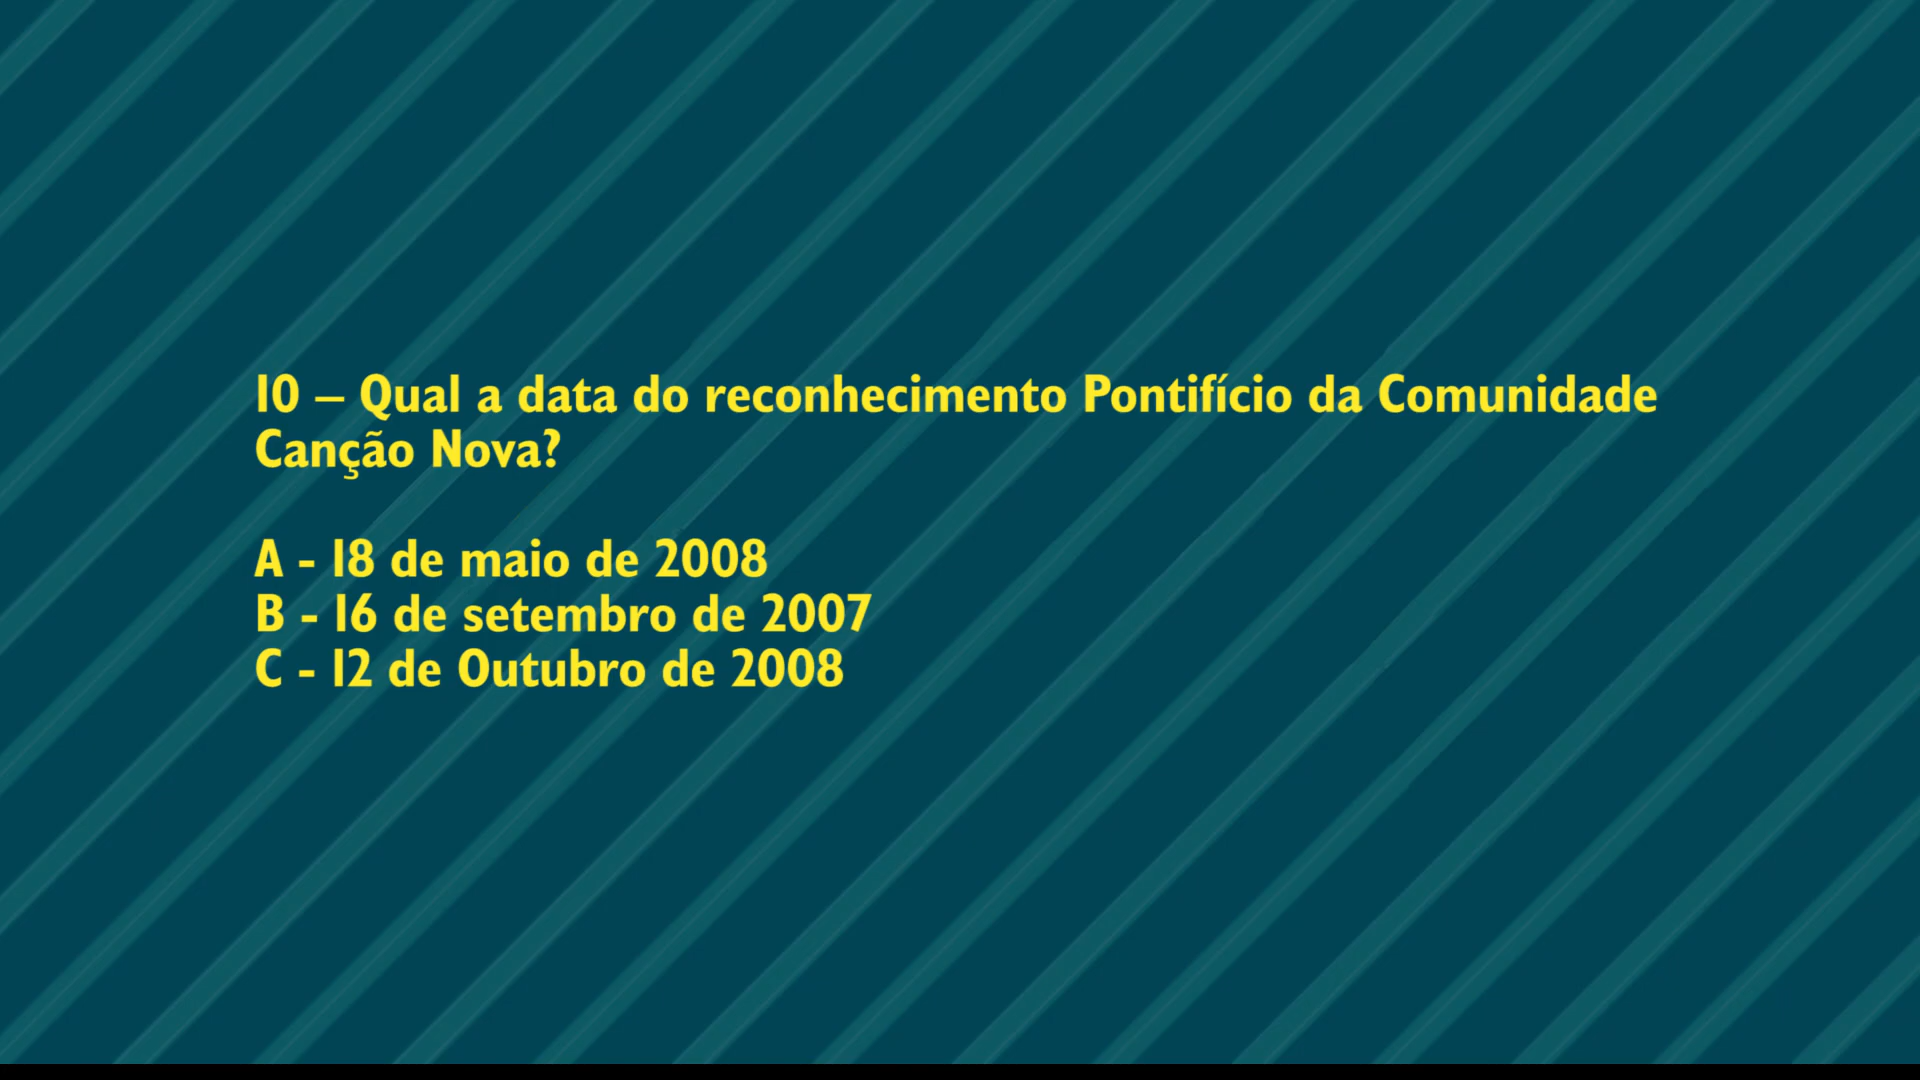 10 – Qual a data do reconhecimento Pontifício da Comunidade
Canção Nova?
A - 18 de maio de 2008
B - 16 de setembro de 2007
C - 12 de Outubro de 2008